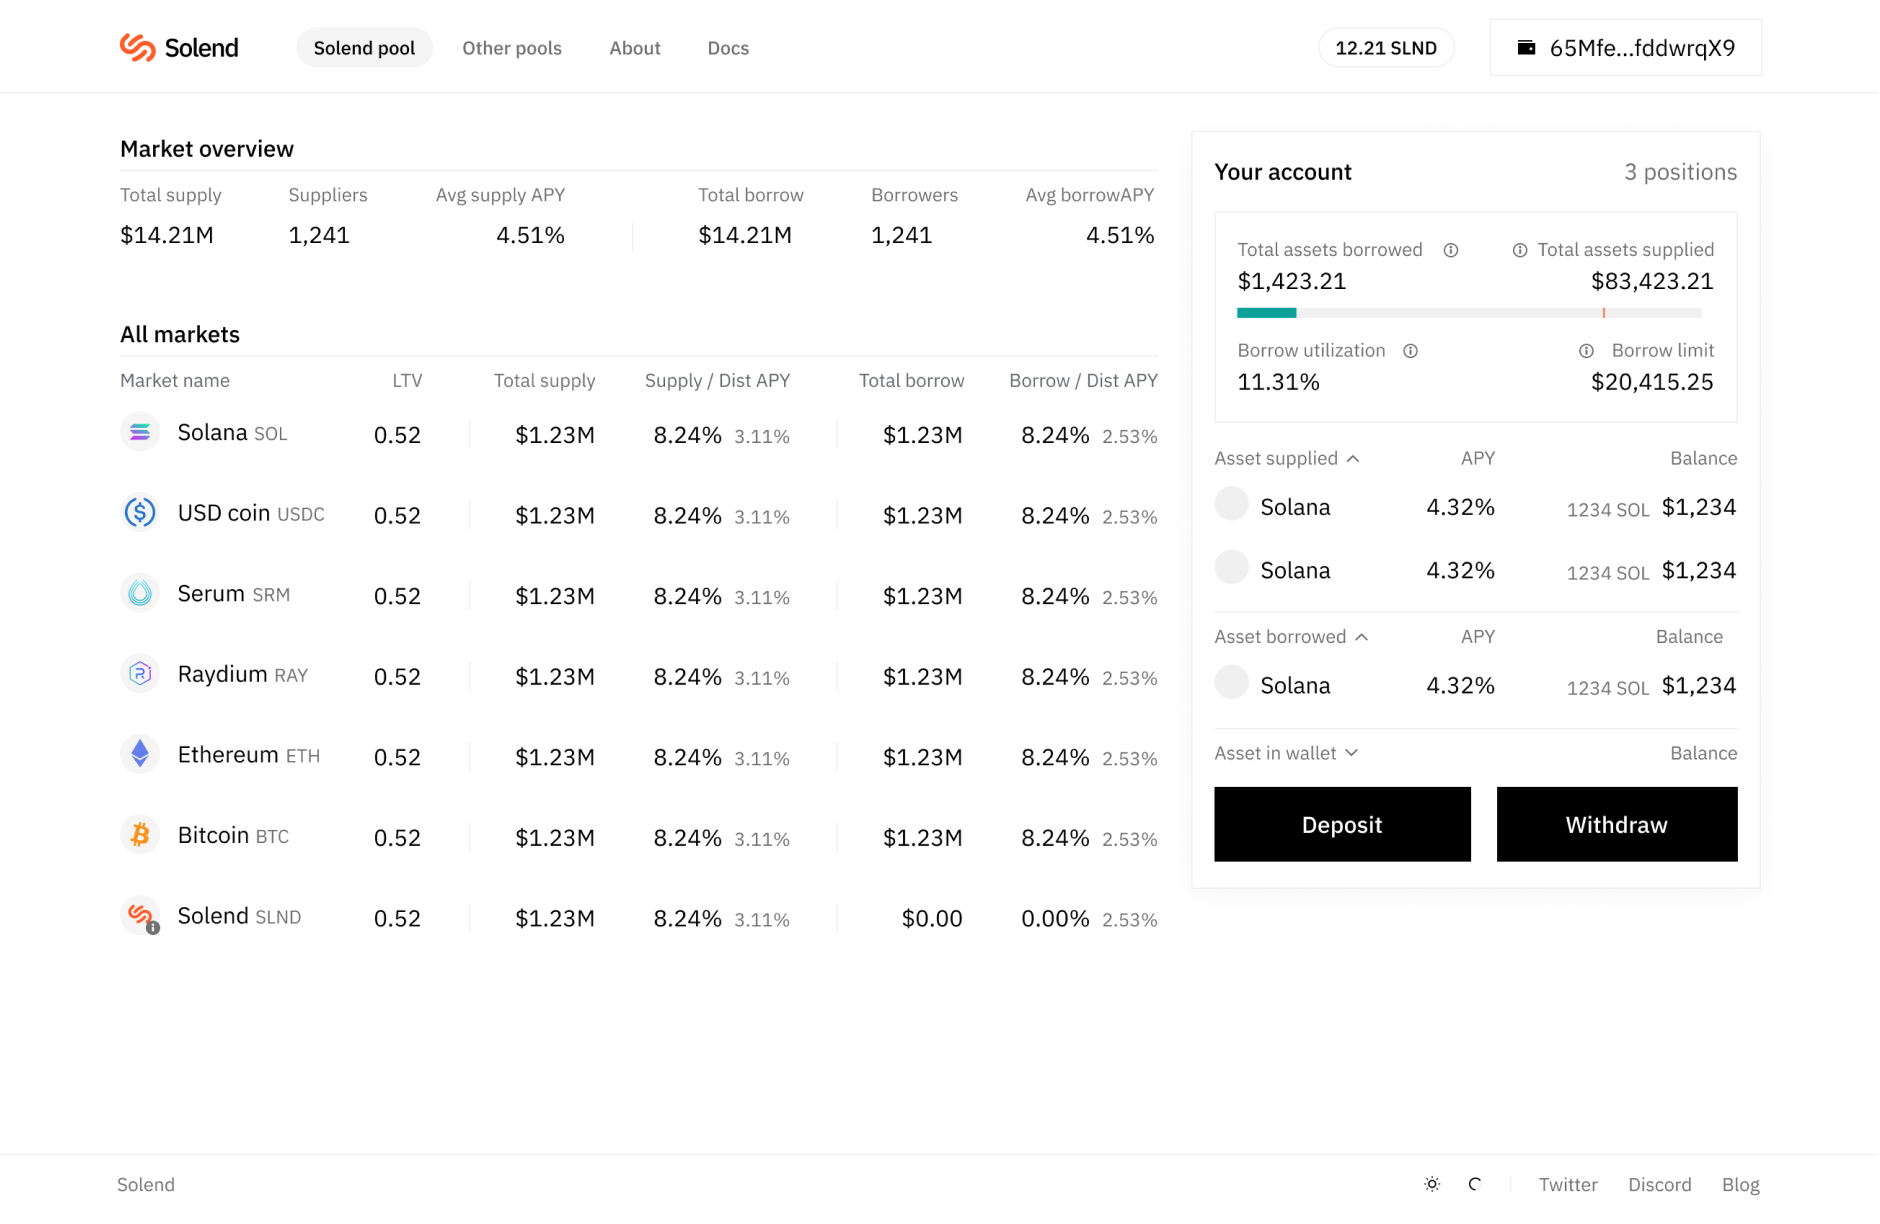 Solend Solend pool Other pools About Docs 12.21 SLND 65Mfe...fddwrqX9
Market overview
Total supply Suppliers Avg supply APY Total borrow Borrowers Avg borrowAPY
$14.21M 1,241 4.51% $14.21M 1,241 4.51%
All markets
Market name LTV Total supply Supply / Dist APY Total borrow Borrow / Dist APY
Solana SOL 0.52 $1.23M 8.24% 3.11% $1.23M 8.24% 2.53%
USD coin USDC 0.52 $1.23M 8.24% 3.11% $1.23M 8.24% 2.53%
Serum SRM 0.52 $1.23M 8.24% 3.11% $1.23M 8.24% 2.53%
Raydium RAY 0.52 $1.23M 8.24% 3.11% $1.23M 8.24% 2.53%
Ethereum ETH 0.52 $1.23M 8.24% 3.11% $1.23M 8.24% 2.53%
Bitcoin BTC 0.52 $1.23M 8.24% 3.11% $1.23M 8.24% 2.53%
Solend SLND 0.52 $1.23M 8.24% 3.11% $0.00 0.00% 2.53%
Your account 3 positions
Total assets borrowed Total assets supplied
$1,423.21 $83,423.21
Borrow utilization Borrow limit
11.31% $20,415.25
Asset supplied APY Balance
Solana 4.32% 1234 SOL $1,234
Solana 4.32% 1234 SOL $1,234
Asset borrowed APY Balance
Solana 4.32% 1234 SOL $1,234
Asset in wallet Balance
Deposit Withdraw
Solend Twitter Discord Blog